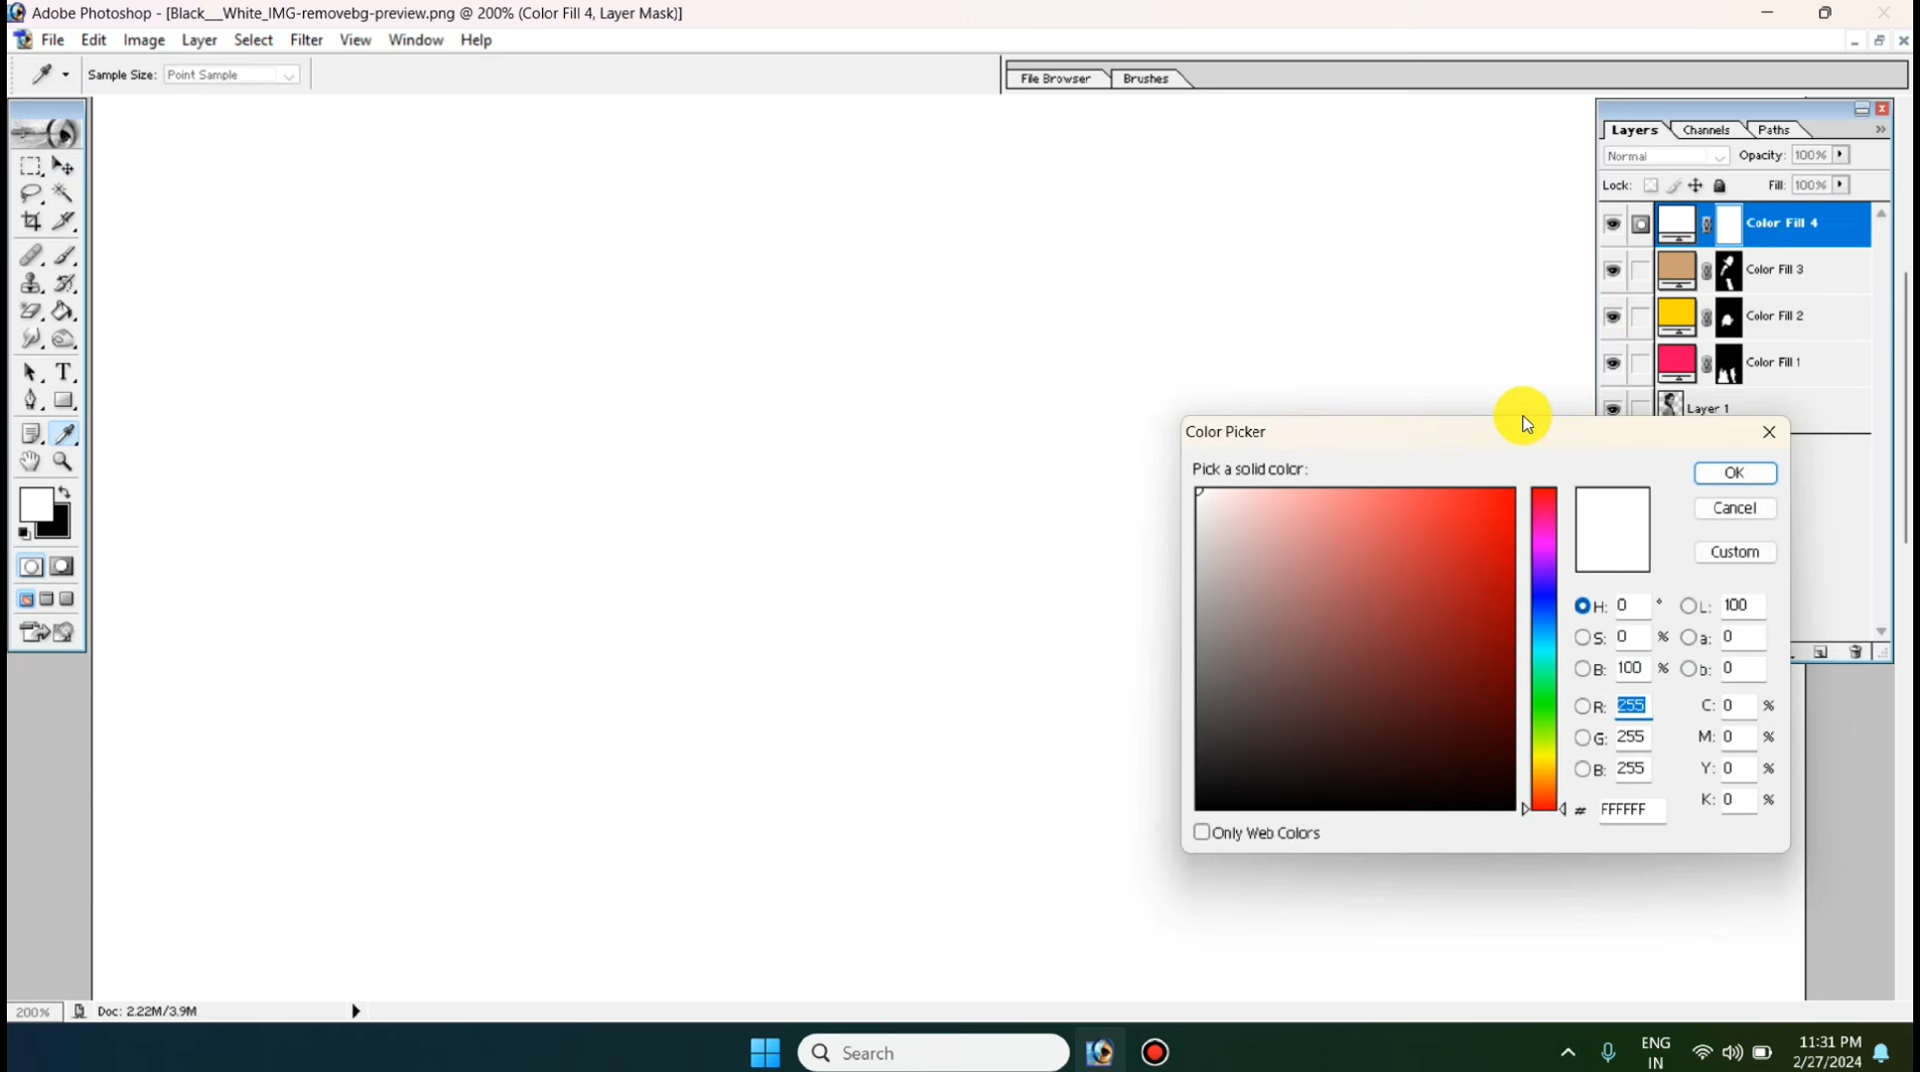 Adobe Photoshop - [Black___White_IMG-removebg-preview.png @ 200% (Color Fill 4, Layer Mask)]
File Edit Image Layer Select Filter View Window Help
Sample Size: Point Sample
File Browser Brushes
Layers Channels Paths
Normal Opacity: 100%
Lock: Fill: 100%
Color Fill 4
Color Fill 3
Color Fill 2
Color Fill 1
Layer 1
Color Picker
Pick a solid color:
OK
Cancel
Custom
H: 0 ° L: 100
S: 0 % a: 0
B: 100 % b: 0
R: 255 C: 0 %
G: 255 M: 0 %
B: 255 Y: 0 %
# FFFFFF K: 0 %
Only Web Colors
T
200% Doc: 2.22M/3.9M
Search
ENG
IN
11:31 PM
2/27/2024